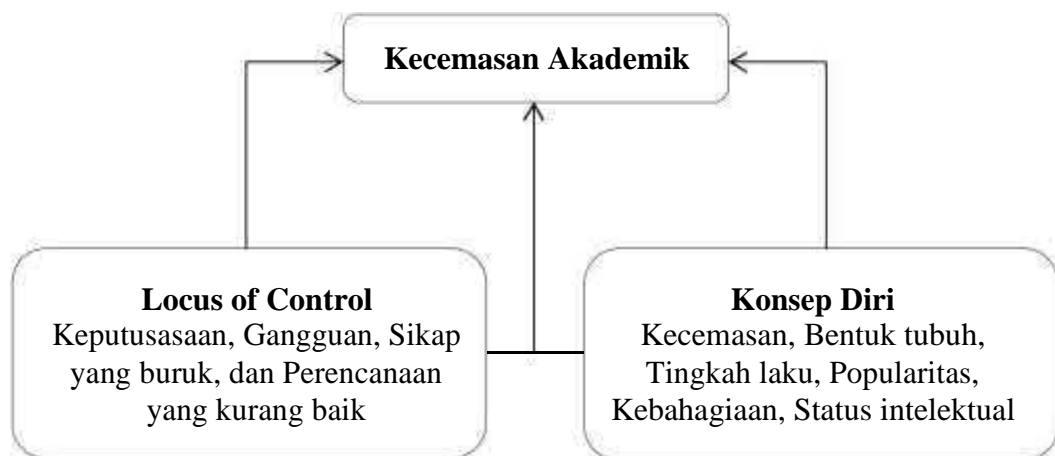 Kecemasan Akademik
Locus of Control
Keputusasaan, Gangguan, Sikap
yang buruk, dan Perencanaan
yang kurang baik
Konsep Diri
Kecemasan, Bentuk tubuh,
Tingkah laku, Popularitas,
Kebahagiaan, Status intelektual